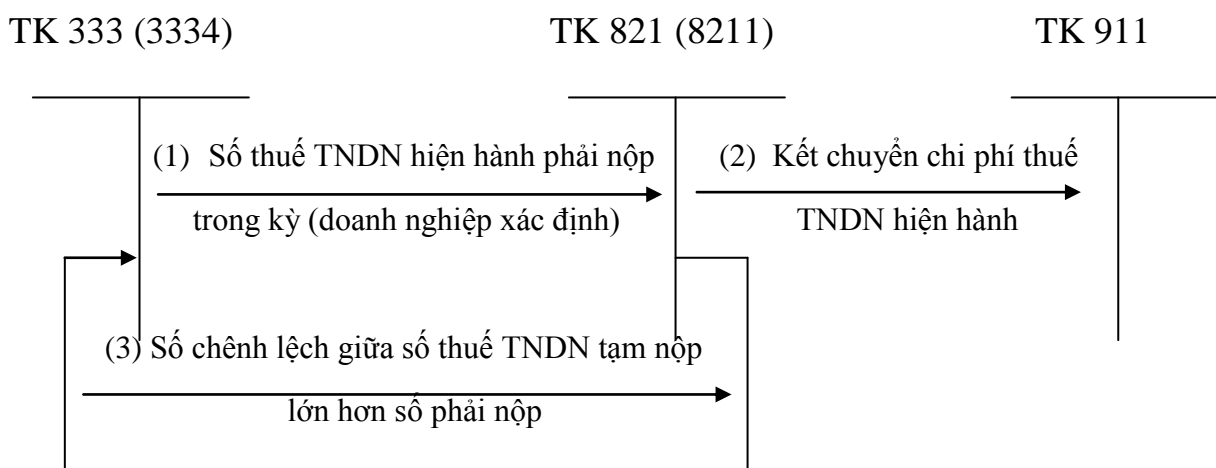 TK 333 (3334) TK 821 (8211) TK 911
(1) Số thuế TNDN hiện hành phải nộp
trong kỳ (doanh nghiệp xác định)
(2) Kết chuyển chi phí thuế
TNDN hiện hành
(3) Số chênh lệch giữa số thuế TNDN tạm nộp
lớn hơn số phải nộp